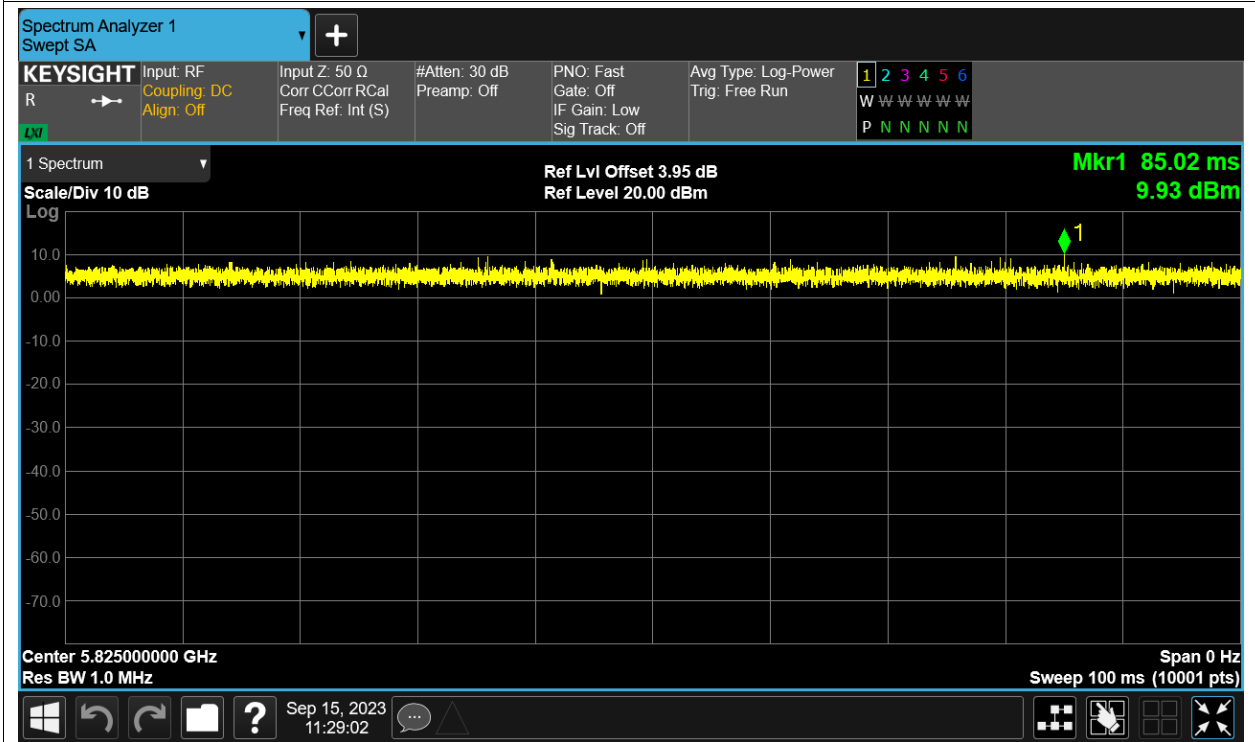 Spectrum Analyzer 1
Swept SA
+
KEYSIGHT
R
LXI
Input: RF
Coupling: DC
Align: Off
Input Z: 50 Ω
Corr CCorr RCal
Freq Ref: Int (S)
#Atten: 30 dB
Preamp: Off
PNO: Fast
Gate: Off
IF Gain: Low
Sig Track: Off
Avg Type: Log-Power
Trig: Free Run
1 2 3 4 5 6
W W W W W W
P N N N N N
1 Spectrum
Scale/Div 10 dB
Log
Ref Lvl Offset 3.95 dB
Ref Level 20.00 dBm
Mkr1 85.02 ms
9.93 dBm
1
10.0
0.00
-10.0
-20.0
-30.0
-40.0
-50.0
-60.0
-70.0
Center 5.825000000 GHz
Res BW 1.0 MHz
Span 0 Hz
Sweep 100 ms (10001 pts)
?
Sep 15, 2023
11:29:02